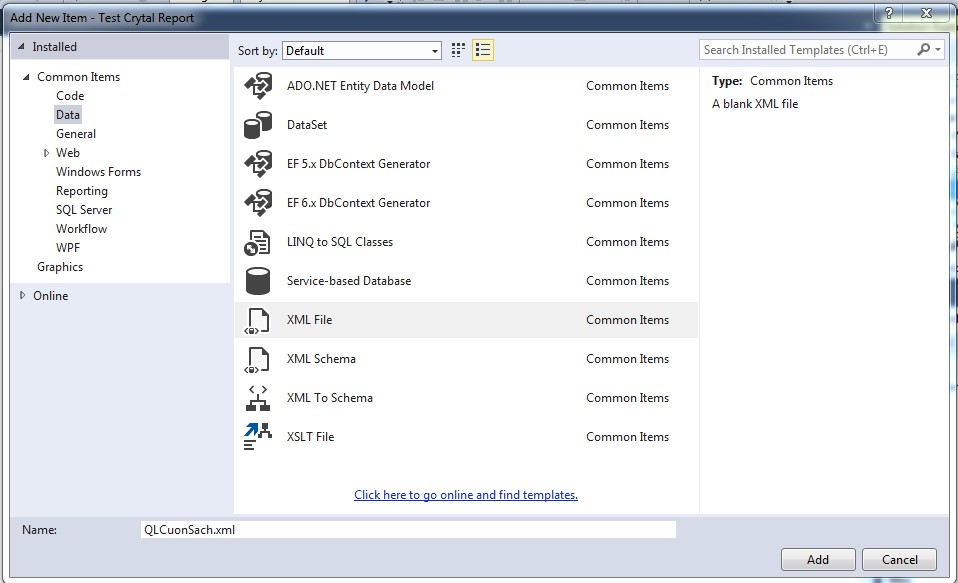 Add New Item - Test Crytal Report
Installed
Sort by: Default
Search Installed Templates (Ctrl+E)
Common Items
Code
Data
General
Web
Windows Forms
Reporting
SQL Server
Workflow
WPF
Graphics
Online
ADO.NET Entity Data Model Common Items
DataSet Common Items
EF 5.x DbContext Generator Common Items
EF 6.x DbContext Generator Common Items
LINQ to SQL Classes Common Items
Service-based Database Common Items
XML File Common Items
XML Schema Common Items
XML To Schema Common Items
XSLT File Common Items
Click here to go online and find templates.
Type: Common Items
A blank XML file
Name: QLCuonSach.xml
Add Cancel